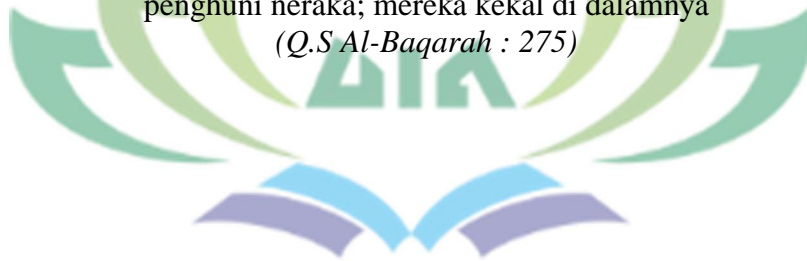 penghuni neraka; mereka kekal di dalamnya
(Q.S Al-Baqarah : 275)